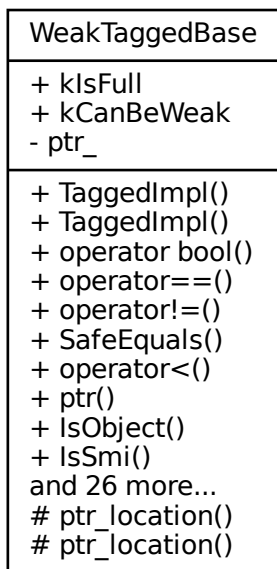 WeakTaggedBase
+ kIsFull
+ kCanBeWeak
- ptr_
+ TaggedImpl()
+ TaggedImpl()
+ operator bool()
+ operator==()
+ operator!=()
+ SafeEquals()
+ operator<()
+ ptr()
+ IsObject()
+ IsSmi()
and 26 more...
# ptr_location()
# ptr_location()